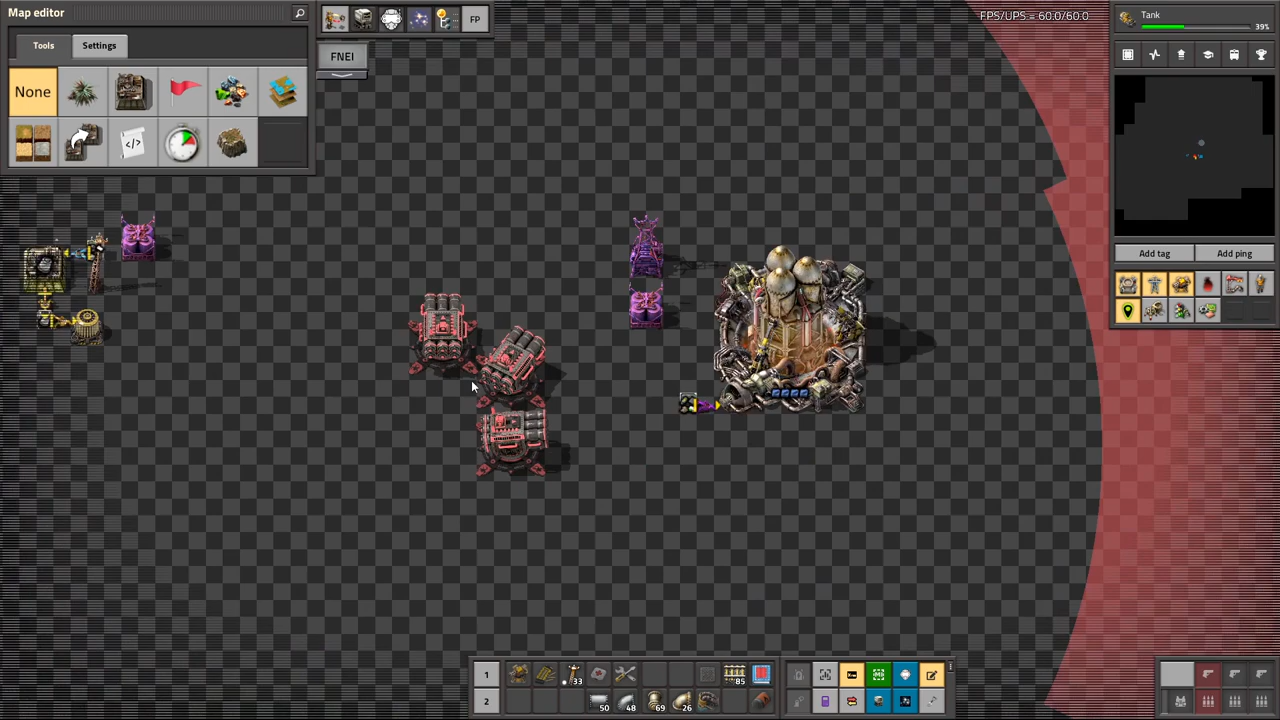 Map editor
Tools
Settings
None
</>
FP
FNEI
FPS/UPS = 60.0/60.0
Tank
39%
Add tag
Add ping
1
33
85
2
50
48
69
26